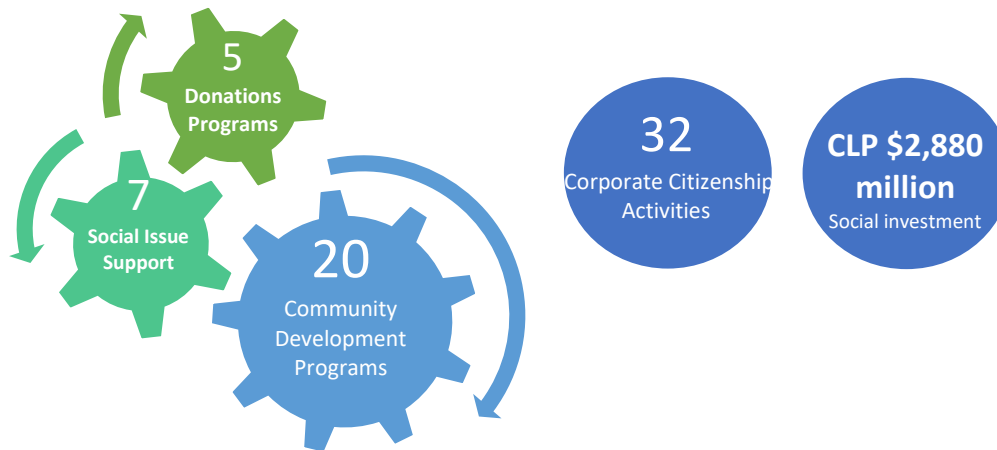 5
Donations
Programs
7
Social Issue
Support
20
Community
Development
Programs
32
Corporate Citizenship
Activities
CLP $2,880
million
Social investment